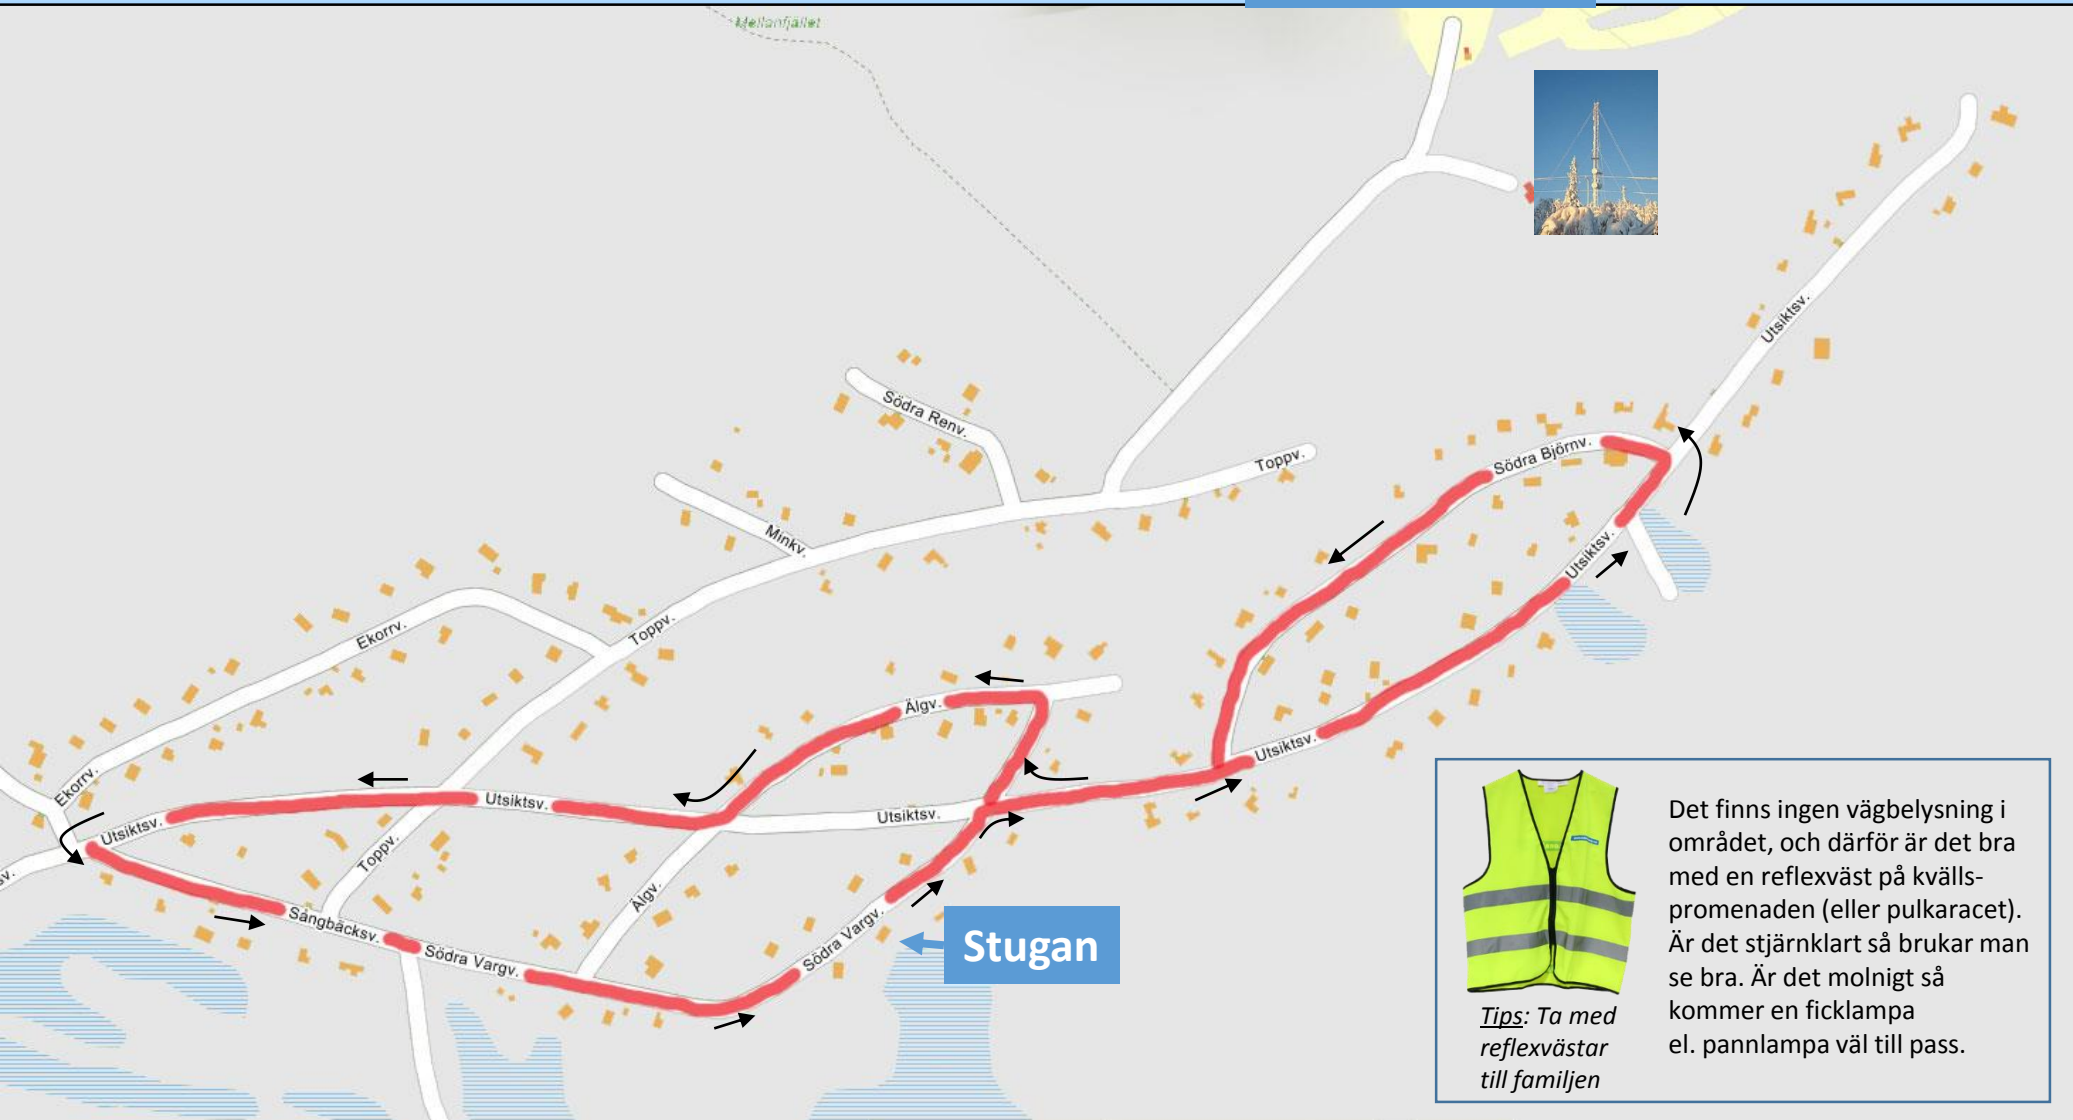 Mellanfjället
Utsiktsv.
Södra Renv.
Toppv.
Södra Björnv.
Minkv.
Utsiktsv.
Ekorrv.
Toppv.
Älgv.
Utsiktsv.
Ekorrv.
Utsiktsv.
Utsiktsv.
Utsiktsv.
Toppv.
sv.
Älgv.
Sångbäcksv.
Södra Vargv.
Södra Vargv.
Stugan
Det finns ingen vägbelysning i
området, och därför är det bra
med en reflexväst på kvälls-
promenaden (eller pulkaracet).
Är det stjärnklart så brukar man
se bra. Är det molnigt så
kommer en ficklampa
el. pannlampa väl till pass.
Tips: Ta med
reflexvästar
till familjen